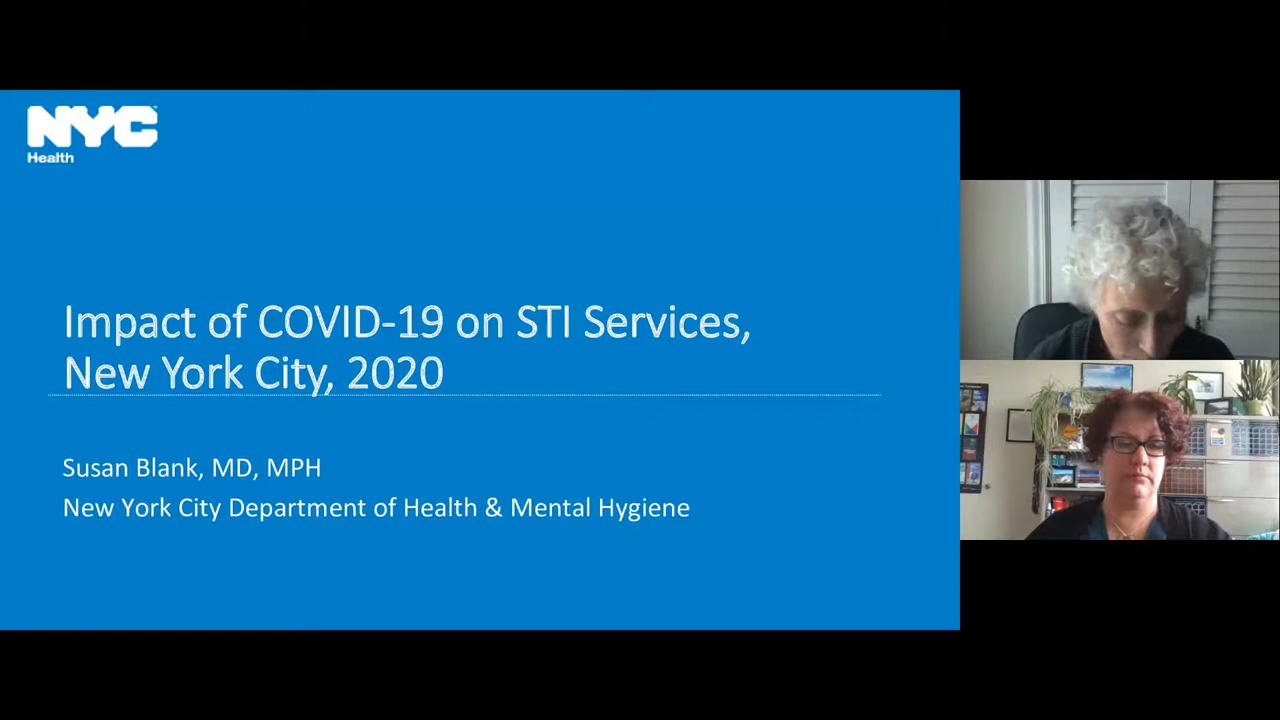 NYC
Health
Impact of COVID-19 on STI Services,
New York City, 2020
Susan Blank, MD, MPH
New York City Department of Health & Mental Hygiene